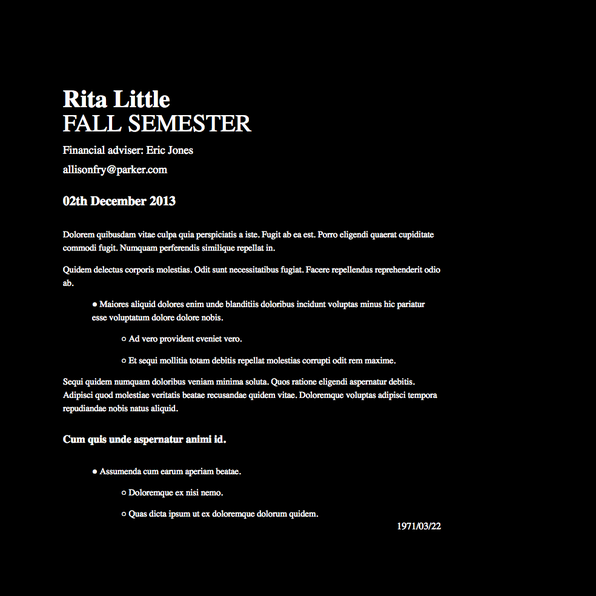 Rita Little
FALL SEMESTER
Financial adviser: Eric Jones
allisonfry@parker.com
02th December 2013
Dolorem quibusdam vitae culpa quia perspiciatis a iste. Fugit ab ea est. Porro eligendi quaerat cupiditate
commodi fugit. Numquam perferendis similique repellat in.
Quidem delectus corporis molestias. Odit sunt necessitatibus fugiat. Facere repellendus reprehenderit odio
ab.
● Maiores aliquid dolores enim unde blanditiis doloribus incidunt voluptas minus hic pariatur
esse voluptatum dolore dolore nobis.
○ Ad vero provident eveniet vero.
○ Et sequi mollitia totam debitis repellat molestias corrupti odit rem maxime.
Sequi quidem numquam doloribus veniam minima soluta. Quos ratione eligendi aspernatur debitis.
Adipisci quod molestiae veritatis beatae recusandae quidem vitae. Doloremque voluptas adipisci tempora
repudiandae nobis natus aliquid.
Cum quis unde aspernatur animi id.
● Assumenda cum earum aperiam beatae.
○ Doloremque ex nisi nemo.
○ Quas dicta ipsum ut ex doloremque dolorum quidem.
1971/03/22